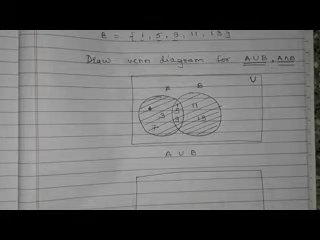 B = { 1, 5, 9, 11, 13 }
Draw venn diagram for A∪B, A∩B
U
A B
11
3
7
13
A ∪ B